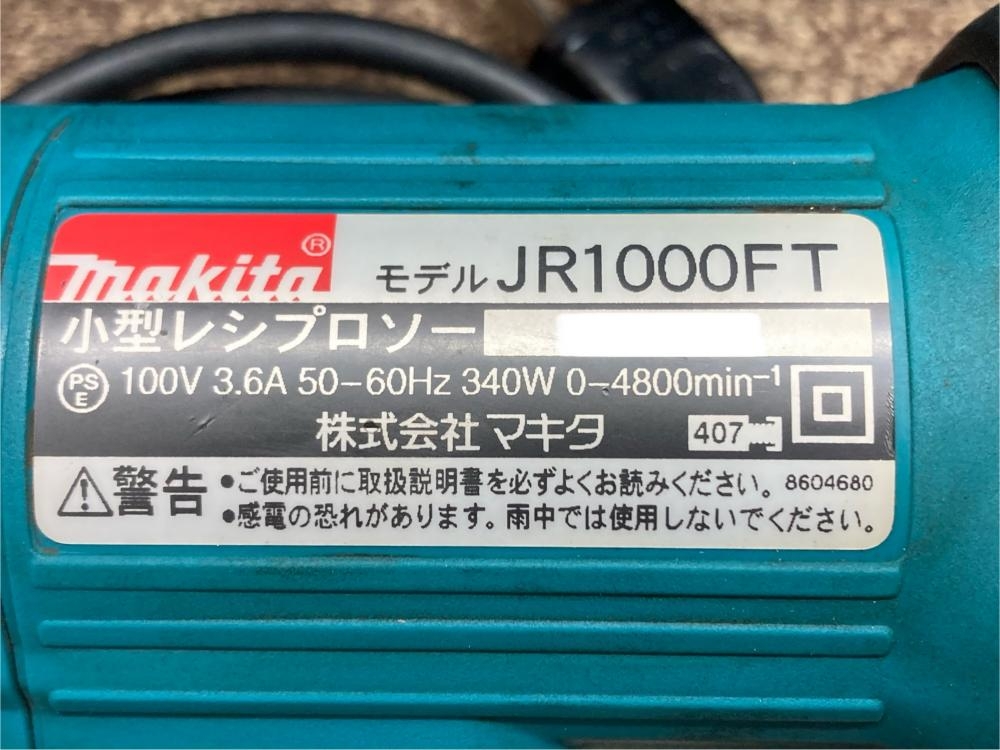 makita® モデル JR1000FT
小型レシプロソー
PSE 100V 3.6A 50-60Hz 340W 0-4800min⁻¹
株式会社 マキタ 407
警告 •ご使用前に取扱説明書を必ずよくお読みください。 8604680
•感電の恐れがあります。雨中では使用しないでください。